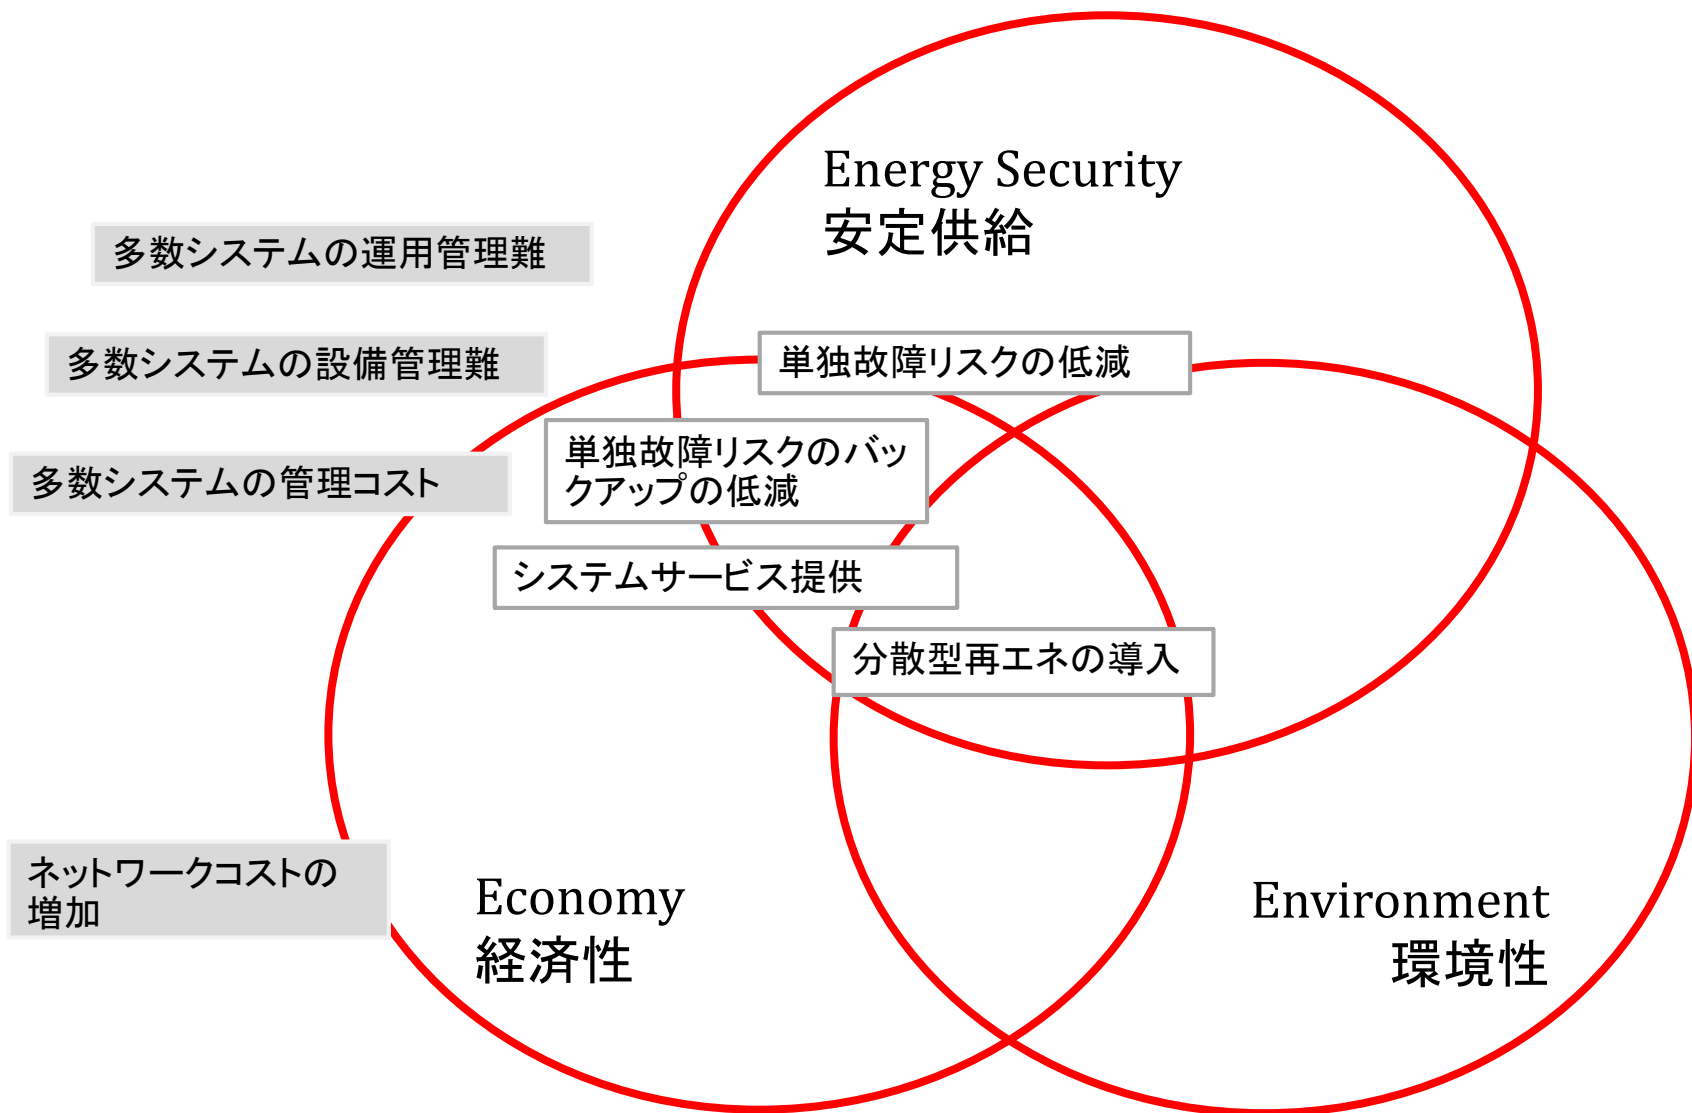 Energy Security
安定供給
多数システムの運用管理難
多数システムの設備管理難
単独故障リスクの低減
多数システムの管理コスト
単独故障リスクのバッ
クアップの低減
システムサービス提供
分散型再エネの導入
ネットワークコストの
増加
Economy
経済性
Environment
環境性